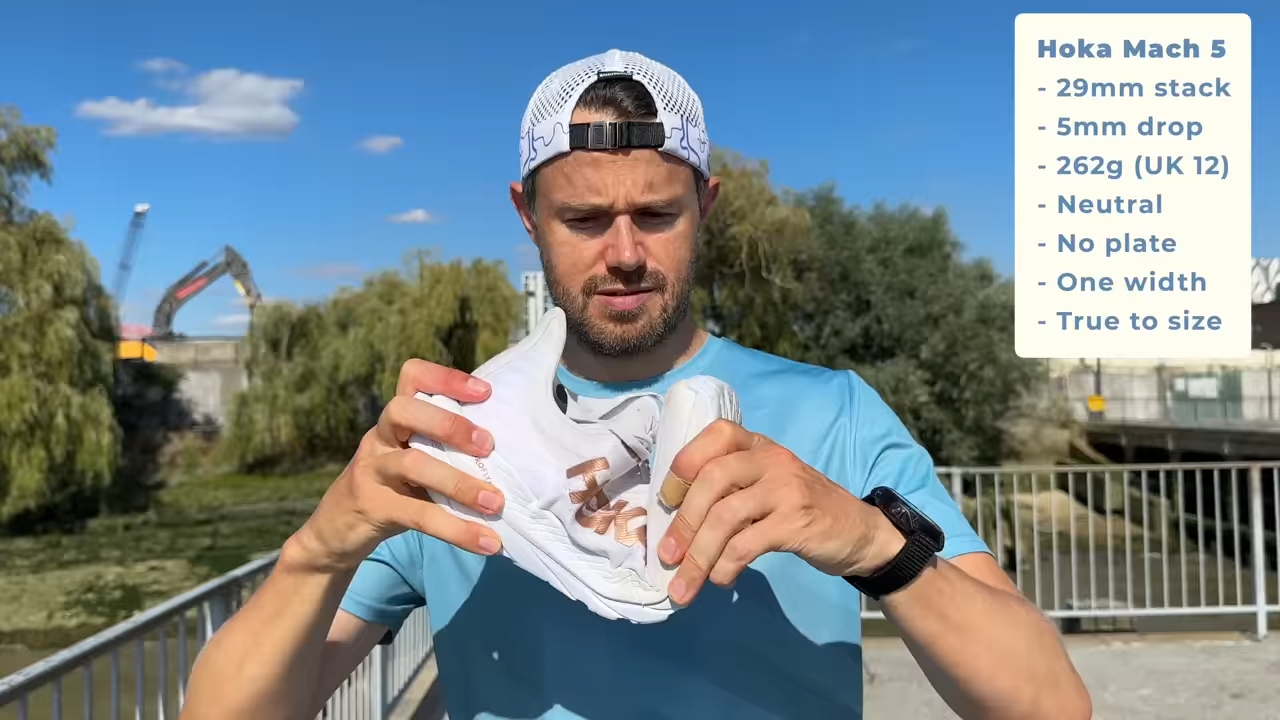 Hoka Mach 5
- 29mm stack
- 5mm drop
- 262g (UK 12)
- Neutral
- No plate
- One width
- True to size